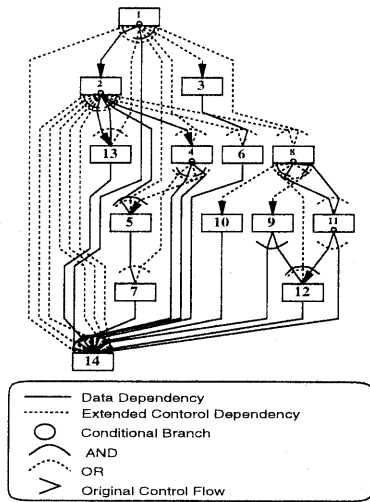 1
2
3
13
4
6
8
5
10
9
11
7
12
14
Data Dependency
Extended Contorol Dependency
Conditional Branch
AND
OR
Original Control Flow